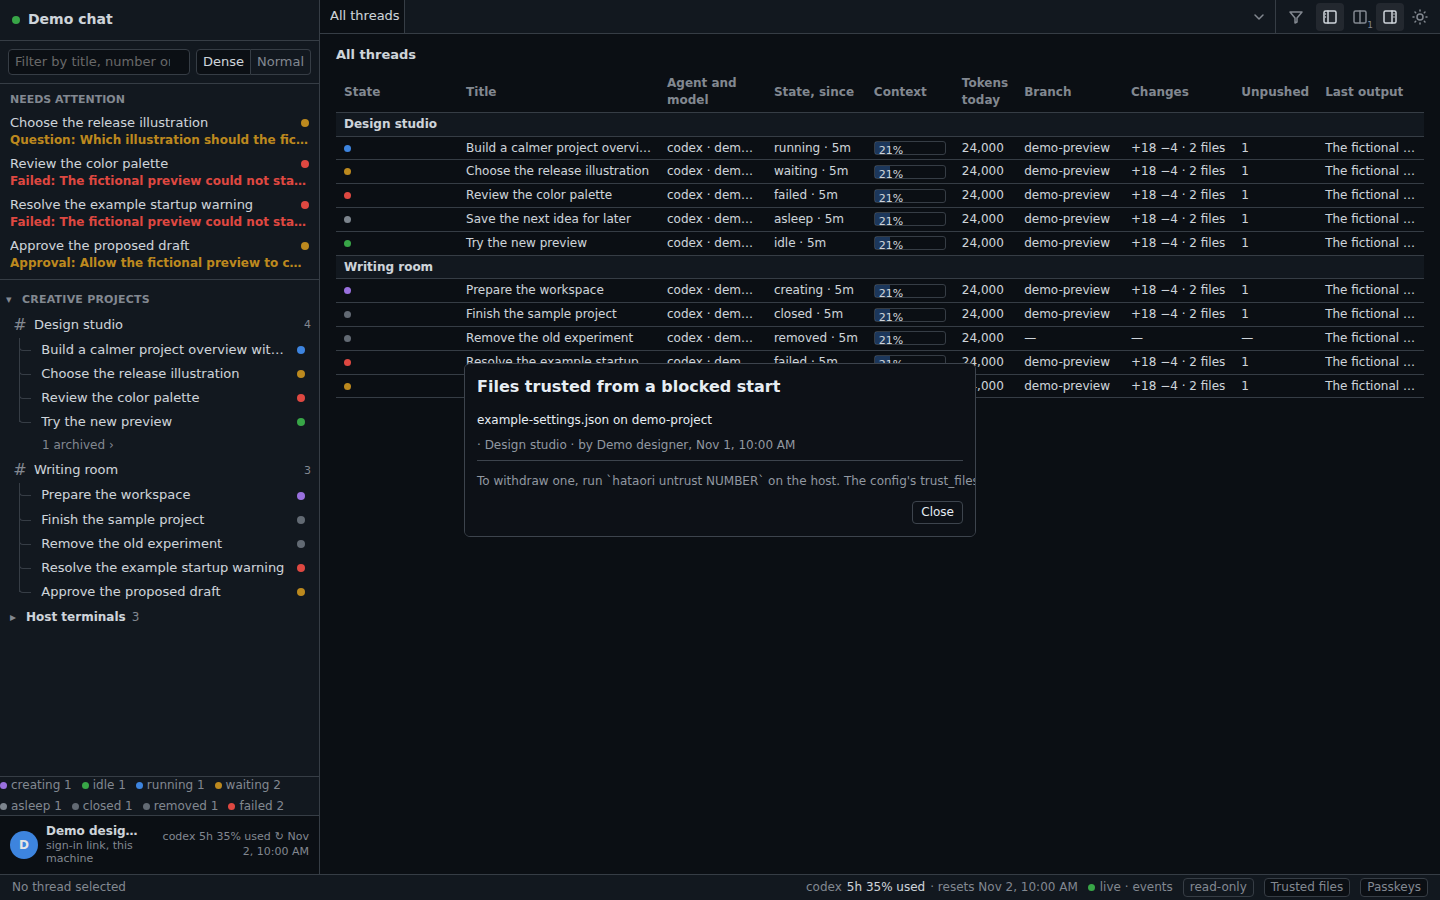 Demo chat
Filter by title, number or
Dense
Normal
NEEDS ATTENTION
Choose the release illustration
Question: Which illustration should the fic…
Review the color palette
Failed: The fictional preview could not sta…
Resolve the example startup warning
Failed: The fictional preview could not sta…
Approve the proposed draft
Approval: Allow the fictional preview to c…
CREATIVE PROJECTS
# Design studio 4
Build a calmer project overview wit…
Choose the release illustration
Review the color palette
Try the new preview
1 archived ›
# Writing room 3
Prepare the workspace
Finish the sample project
Remove the old experiment
Resolve the example startup warning
Approve the proposed draft
Host terminals 3
creating 1 idle 1 running 1 waiting 2
asleep 1 closed 1 removed 1 failed 2
D
Demo desig…
sign-in link, this
machine
codex 5h 35% used ↻ Nov
2, 10:00 AM
All threads
1
All threads
State Title Agent and model State, since Context Tokens today Branch Changes Unpushed Last output
Design studio
Build a calmer project overvi… codex · dem… running · 5m 21% 24,000 demo-preview +18 −4 · 2 files 1 The fictional …
Choose the release illustration codex · dem… waiting · 5m 21% 24,000 demo-preview +18 −4 · 2 files 1 The fictional …
Review the color palette codex · dem… failed · 5m 21% 24,000 demo-preview +18 −4 · 2 files 1 The fictional …
Save the next idea for later codex · dem… asleep · 5m 21% 24,000 demo-preview +18 −4 · 2 files 1 The fictional …
Try the new preview codex · dem… idle · 5m 21% 24,000 demo-preview +18 −4 · 2 files 1 The fictional …
Writing room
Prepare the workspace codex · dem… creating · 5m 21% 24,000 demo-preview +18 −4 · 2 files 1 The fictional …
Finish the sample project codex · dem… closed · 5m 21% 24,000 demo-preview +18 −4 · 2 files 1 The fictional …
Remove the old experiment codex · dem… removed · 5m 21% 24,000 — — — The fictional …
Resolve the example startup codex · dem… failed · 5m 21% 24,000 demo-preview +18 −4 · 2 files 1 The fictional …
,000 demo-preview +18 −4 · 2 files 1 The fictional …
Files trusted from a blocked start
example-settings.json on demo-project
· Design studio · by Demo designer, Nov 1, 10:00 AM
To withdraw one, run `hataori untrust NUMBER` on the host. The config's trust_files
Close
No thread selected
codex 5h 35% used · resets Nov 2, 10:00 AM live · events read-only Trusted files Passkeys